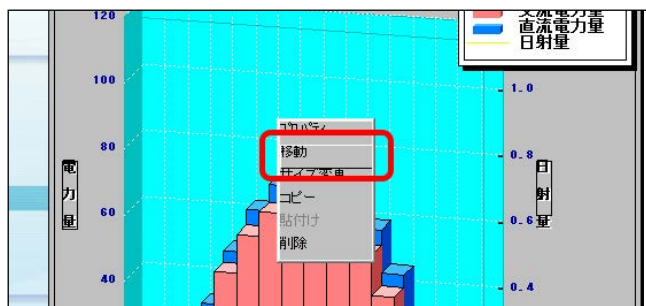 交流電力量
直流電力量
日射量
120
100
80
60
40
電力量
1.0
0.8
0.6
0.4
日射量
プロパティ
移動
サイズ変更
コピー
貼付け
削除